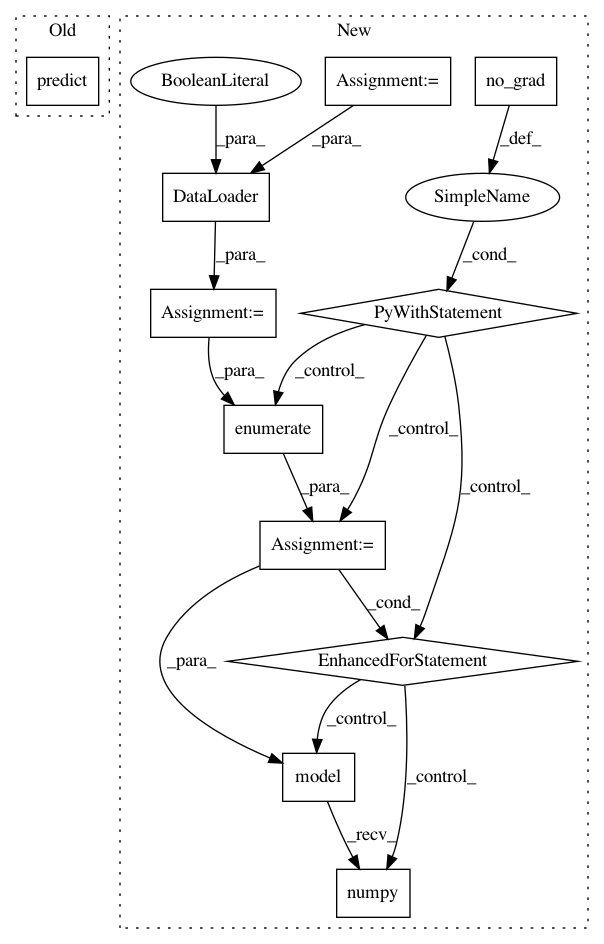 Old
New
predict
BooleanLiteral
Assignment:=
no_grad
_para_
_para_
_def_
DataLoader
SimpleName
_para_
_cond_
Assignment:=
PyWithStatement
_para_
_control_
enumerate
_control_
_para_
_control_
Assignment:=
_cond_
_para_
EnhancedForStatement
_control_
_control_
model
_recv_
numpy